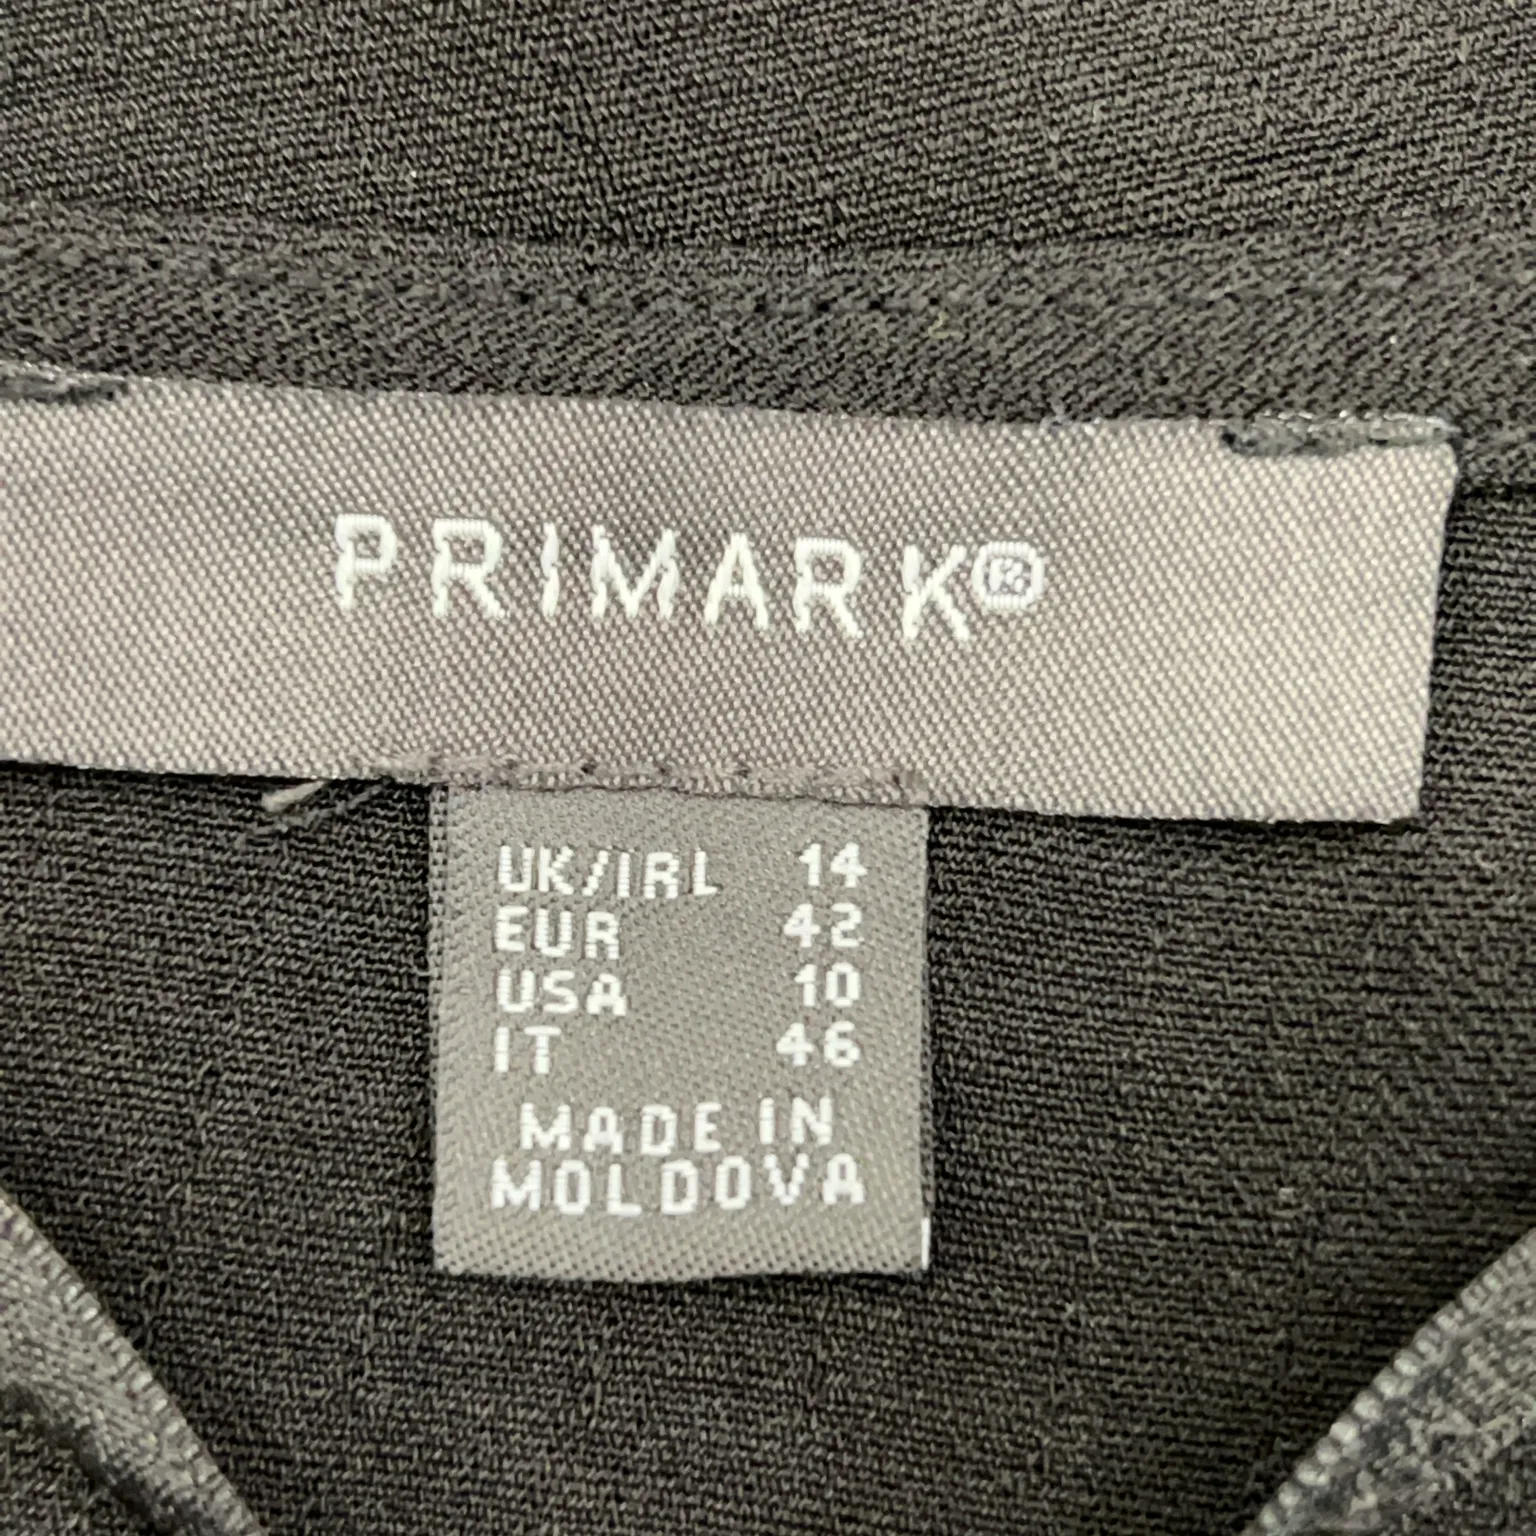 PRIMARK®
UK/IRL 14
EUR 42
USA 10
IT 46
MADE IN
MOLDOVA